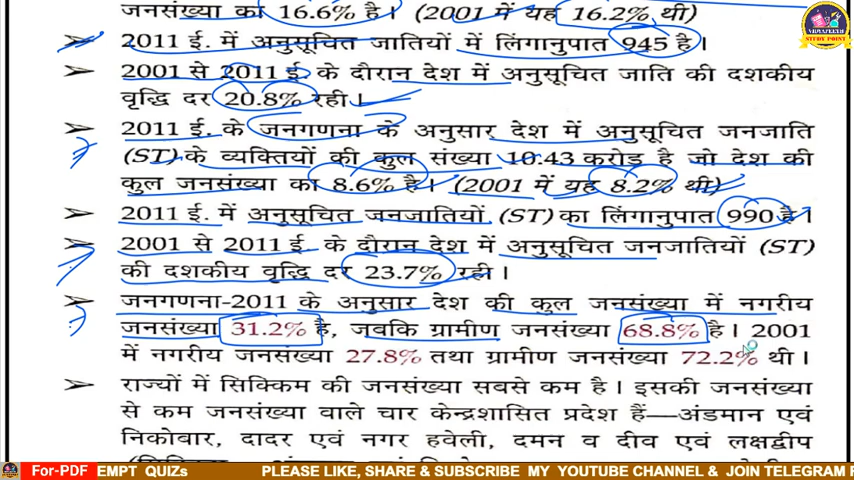 जनसंख्या का 16.6% है। (2001 में यह 16.2% थी)
➢ 2011 ई. में अनुसूचित जातियों में लिंगानुपात 945 है।
➢ 2001 से 2011 ई. के दौरान देश में अनुसूचित जाति की दशकीय
वृद्धि दर 20.8% रही।
➢ 2011 ई. के जनगणना के अनुसार देश में अनुसूचित जनजाति
(ST) के व्यक्तियों की कुल संख्या 10.43 करोड़ है जो देश की
कुल जनसंख्या का 8.6% है। (2001 में यह 8.2% थी)
➢ 2011 ई. में अनुसूचित जनजातियों (ST) का लिंगानुपात 990 है।
➢ 2001 से 2011 ई. के दौरान देश में अनुसूचित जनजातियों (ST)
की दशकीय वृद्धि दर 23.7% रही।
➢ जनगणना-2011 के अनुसार देश की कुल जनसंख्या में नगरीय
जनसंख्या 31.2% है, जबकि ग्रामीण जनसंख्या 68.8% है। 2001
में नगरीय जनसंख्या 27.8% तथा ग्रामीण जनसंख्या 72.2% थी।
➢ राज्यों में सिक्किम की जनसंख्या सबसे कम है। इसकी जनसंख्या
से कम जनसंख्या वाले चार केन्द्रशासित प्रदेश हैं—अंडमान एवं
निकोबार, दादर एवं नगर हवेली, दमन व दीव एवं लक्षद्वीप
For-PDF EMPT QUIZs PLEASE LIKE, SHARE & SUBSCRIBE MY YOUTUBE CHANNEL & JOIN TELEGRAM F
STUDY POINT